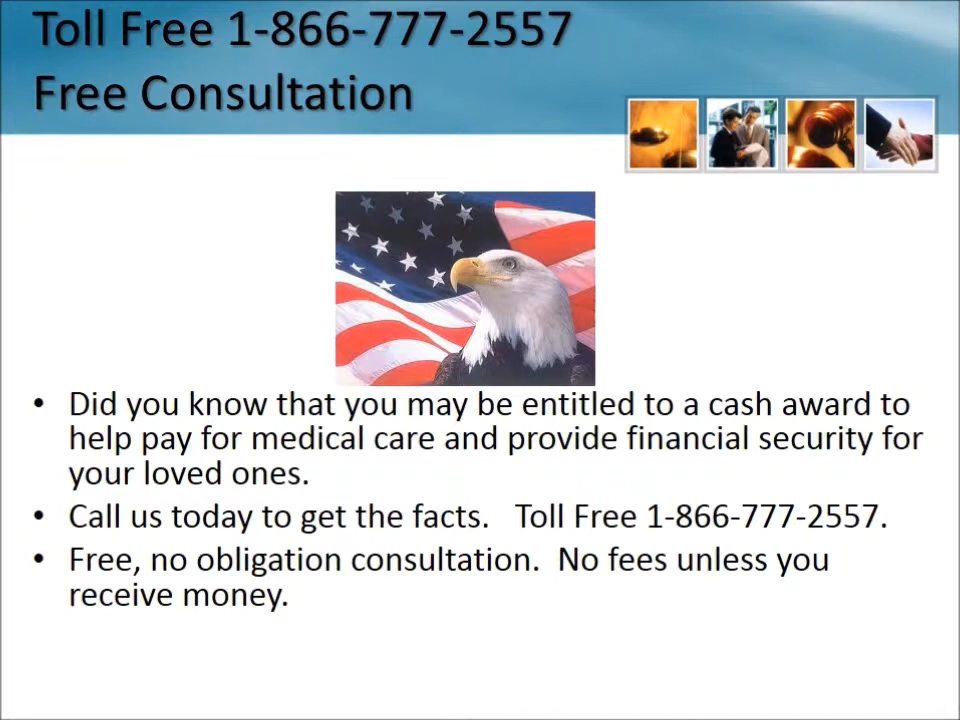 Toll Free 1-866-777-2557
Free Consultation
• Did you know that you may be entitled to a cash award to
help pay for medical care and provide financial security for
your loved ones.
• Call us today to get the facts.   Toll Free 1-866-777-2557.
• Free, no obligation consultation.  No fees unless you
receive money.